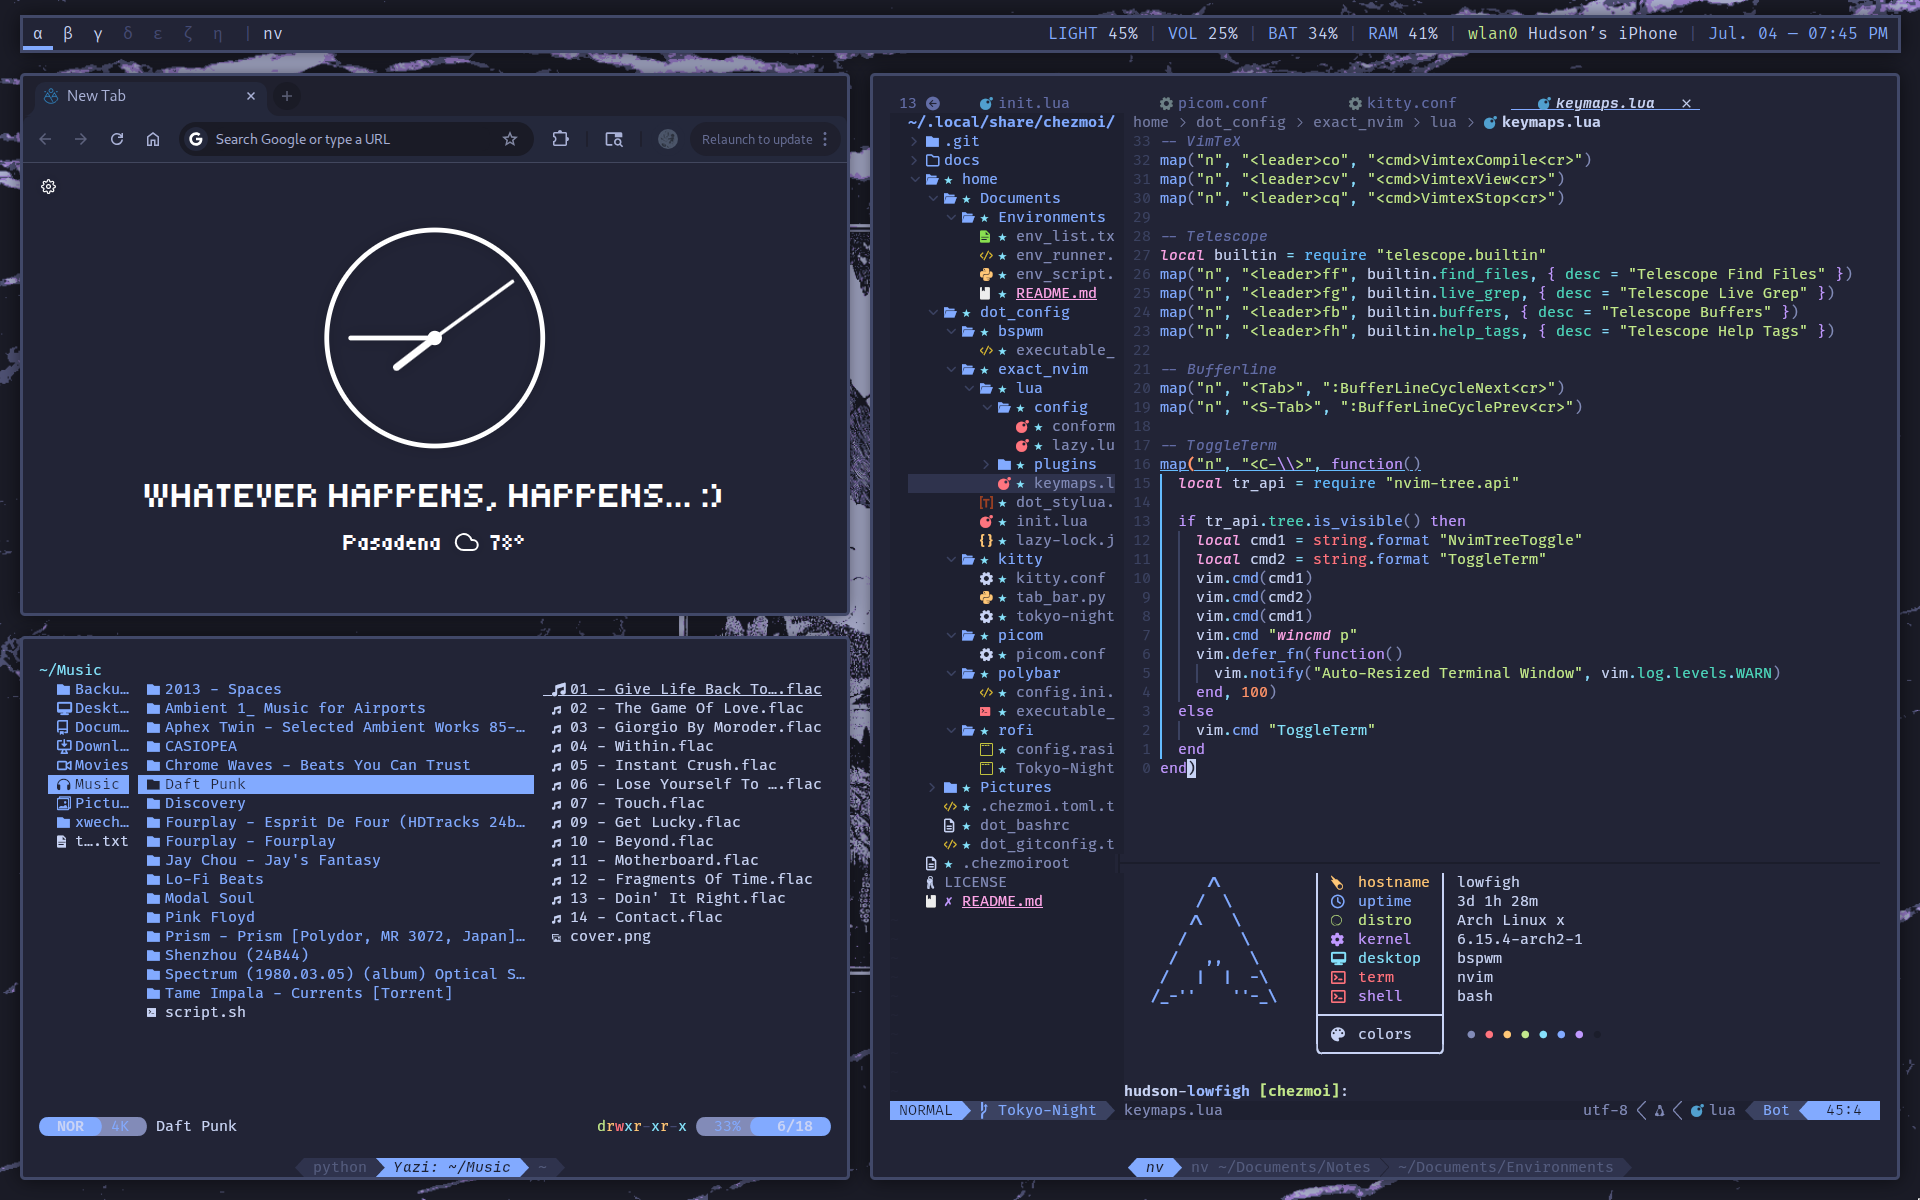 α β γ δ ε ζ η | nv
LIGHT 45% | VOL 25% | BAT 34% | RAM 41% | wlan0 Hudson’s iPhone | Jul. 04 — 07:45 PM
New Tab
Search Google or type a URL
Relaunch to update
WHATEVER HAPPENS, HAPPENS... :)
Pasadena 78°
~/Music
Backu…
Deskt…
Docum…
Downl…
Movies
Music
Pictu…
xwech…
t….txt
2013 - Spaces
Ambient 1_ Music for Airports
Aphex Twin - Selected Ambient Works 85-…
CASIOPEA
Chrome Waves - Beats You Can Trust
Daft Punk
Discovery
Fourplay - Esprit De Four (HDTracks 24b…
Fourplay - Fourplay
Jay Chou - Jay's Fantasy
Lo-Fi Beats
Modal Soul
Pink Floyd
Prism - Prism [Polydor, MR 3072, Japan]…
Shenzhou (24B44)
Spectrum (1980.03.05) (album) Optical S…
Tame Impala - Currents [Torrent]
script.sh
01 - Give Life Back To….flac
02 - The Game Of Love.flac
03 - Giorgio By Moroder.flac
04 - Within.flac
05 - Instant Crush.flac
06 - Lose Yourself To ….flac
07 - Touch.flac
09 - Get Lucky.flac
10 - Beyond.flac
11 - Motherboard.flac
12 - Fragments Of Time.flac
13 - Doin' It Right.flac
14 - Contact.flac
cover.png
NOR 4K Daft Punk
drwxr-xr-x 33% 6/18
python Yazi: ~/Music ~
13 init.lua picom.conf kitty.conf keymaps.lua
~/.local/share/chezmoi/
.git
docs
home
Documents
Environments
env_list.tx
env_runner.
env_script.
README.md
dot_config
bspwm
executable_
exact_nvim
lua
config
conform
lazy.lu
plugins
keymaps.l
dot_stylua.
init.lua
lazy-lock.j
kitty
kitty.conf
tab_bar.py
tokyo-night
picom
picom.conf
polybar
config.ini.
executable_
rofi
config.rasi
Tokyo-Night
Pictures
.chezmoi.toml.t
dot_bashrc
dot_gitconfig.t
.chezmoiroot
LICENSE
README.md
home > dot_config > exact_nvim > lua > keymaps.lua
33 -- VimTeX
32 map("n", "<leader>co", "<cmd>VimtexCompile<cr>")
31 map("n", "<leader>cv", "<cmd>VimtexView<cr>")
30 map("n", "<leader>cq", "<cmd>VimtexStop<cr>")
29
28 -- Telescope
27 local builtin = require "telescope.builtin"
26 map("n", "<leader>ff", builtin.find_files, { desc = "Telescope Find Files" })
25 map("n", "<leader>fg", builtin.live_grep, { desc = "Telescope Live Grep" })
24 map("n", "<leader>fb", builtin.buffers, { desc = "Telescope Buffers" })
23 map("n", "<leader>fh", builtin.help_tags, { desc = "Telescope Help Tags" })
22
21 -- Bufferline
20 map("n", "<Tab>", ":BufferLineCycleNext<cr>")
19 map("n", "<S-Tab>", ":BufferLineCyclePrev<cr>")
18
17 -- ToggleTerm
16 map("n", "<C-\\>", function()
15 local tr_api = require "nvim-tree.api"
14
13 if tr_api.tree.is_visible() then
12 local cmd1 = string.format "NvimTreeToggle"
11 local cmd2 = string.format "ToggleTerm"
10 vim.cmd(cmd1)
9 vim.cmd(cmd2)
8 vim.cmd(cmd1)
7 vim.cmd "wincmd p"
6 vim.defer_fn(function()
5 vim.notify("Auto-Resized Terminal Window", vim.log.levels.WARN)
4 end, 100)
3 else
2 vim.cmd "ToggleTerm"
1 end
0 end)
hostname lowfigh
uptime 3d 1h 28m
distro Arch Linux x
kernel 6.15.4-arch2-1
desktop bspwm
term nvim
shell bash
colors
hudson-lowfigh [chezmoi]:
NORMAL Tokyo-Night keymaps.lua utf-8 lua Bot 45:4
nv nv ~/Documents/Notes ~/Documents/Environments